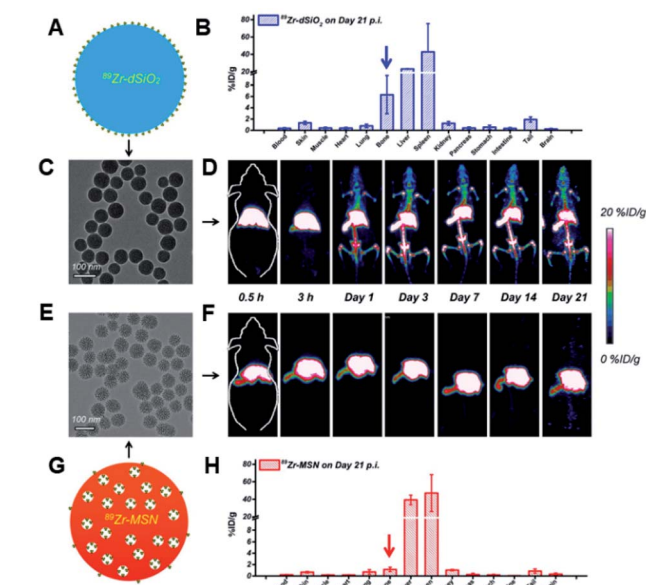 A
B
⁸⁹Zr-dSiO₂ on Day 21 p.i.
⁸⁹Zr-dSiO₂
%ID/g
80
60
40
20
20
8
6
4
2
0
Blood
Skin
Muscle
Heart
Lung
Bone
Liver
Spleen
Kidney
Pancreas
Stomach
Intestine
Tail
Brain
C
D
100 nm
20 %ID/g
0.5 h 3 h Day 1 Day 3 Day 7 Day 14 Day 21
E
F
100 nm
0 %ID/g
G
H
⁸⁹Zr-MSN on Day 21 p.i.
⁸⁹Zr-MSN
%ID/g
80
60
40
20
8
6
4
2
0